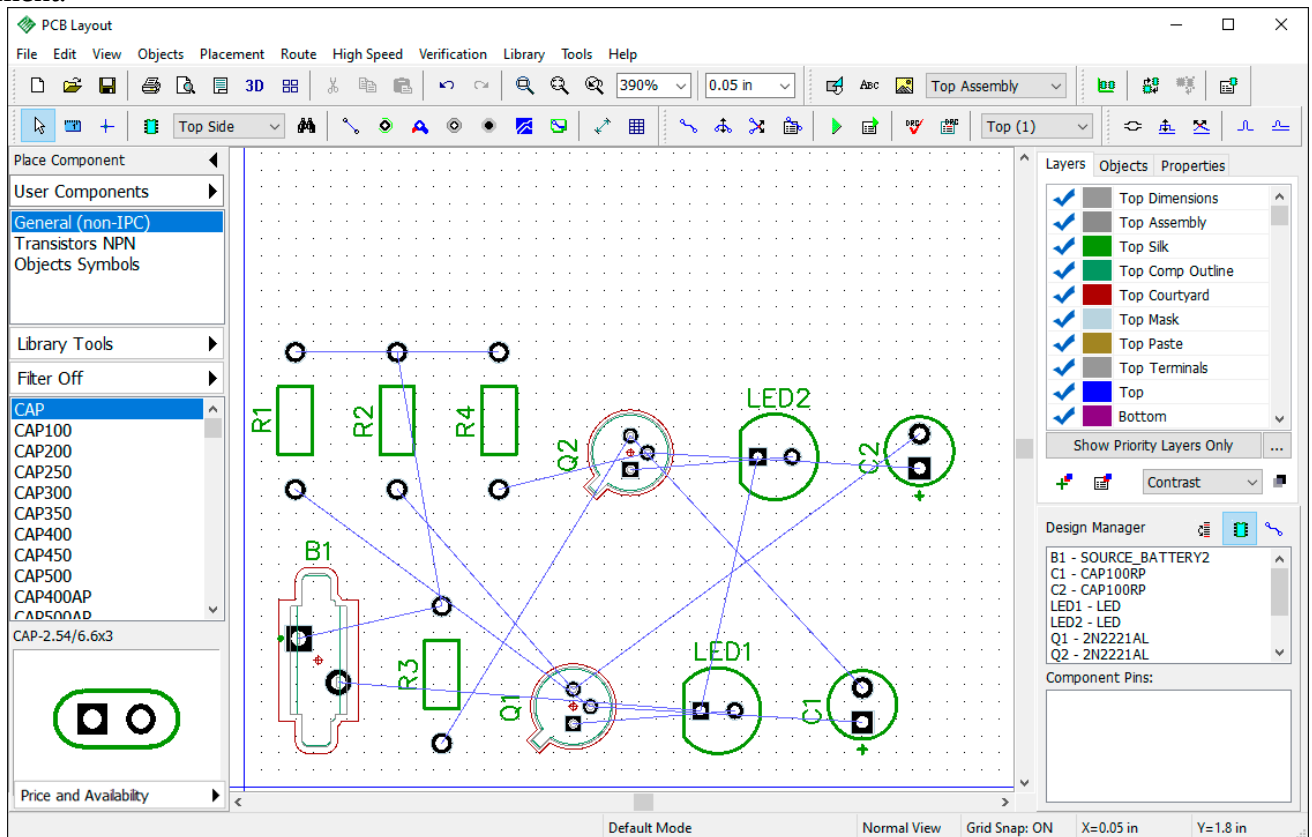 PCB Layout
File Edit View Objects Placement Route High Speed Verification Library Tools Help
3D 390% 0.05 in ABC Top Assembly
Top Side DRC DRC Top (1)
Place Component
User Components
General (non-IPC)
Transistors NPN
Objects Symbols
Library Tools
Filter Off
CAP
CAP100
CAP200
CAP250
CAP300
CAP350
CAP400
CAP450
CAP500
CAP400AP
CAP500AP
CAP-2.54/6.6x3
Price and Availability
R1
R2
R4
Q2
LED2
C2
B1
R3
Q1
LED1
C1
Layers Objects Properties
Top Dimensions
Top Assembly
Top Silk
Top Comp Outline
Top Courtyard
Top Mask
Top Paste
Top Terminals
Top
Bottom
Show Priority Layers Only ...
Contrast
Design Manager
B1 - SOURCE_BATTERY2
C1 - CAP100RP
C2 - CAP100RP
LED1 - LED
LED2 - LED
Q1 - 2N2221AL
Q2 - 2N2221AL
Component Pins:
Default Mode Normal View Grid Snap: ON X=0.05 in Y=1.8 in